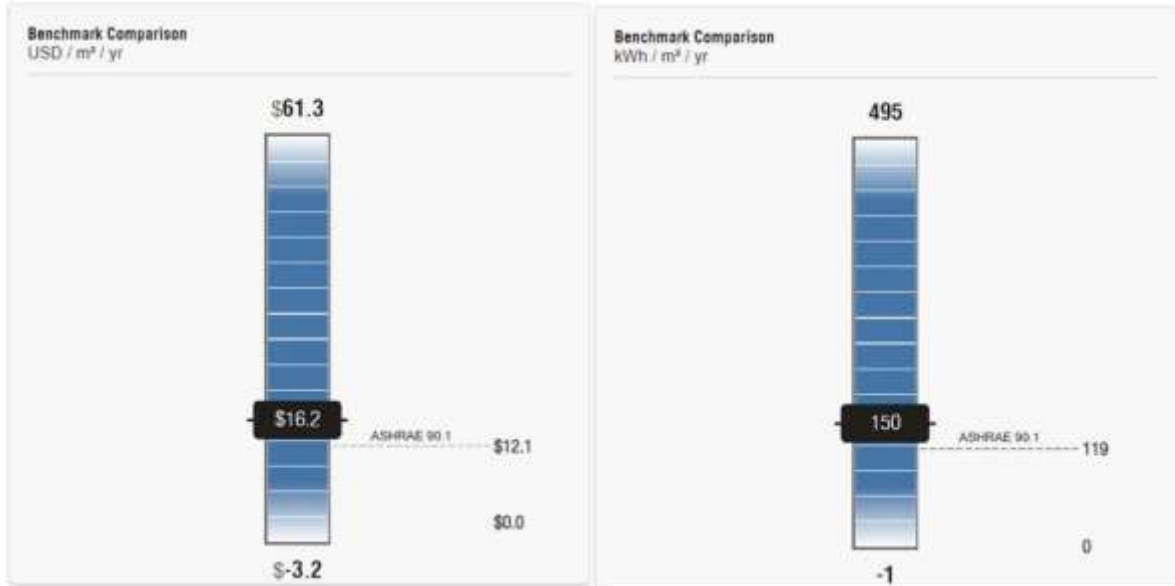 Benchmark Comparison
USD / m² / yr
$61.3
$16.2
ASHRAE 90.1
$12.1
$0.0
$-3.2
Benchmark Comparison
kWh / m² / yr
495
150
ASHRAE 90.1
119
0
-1